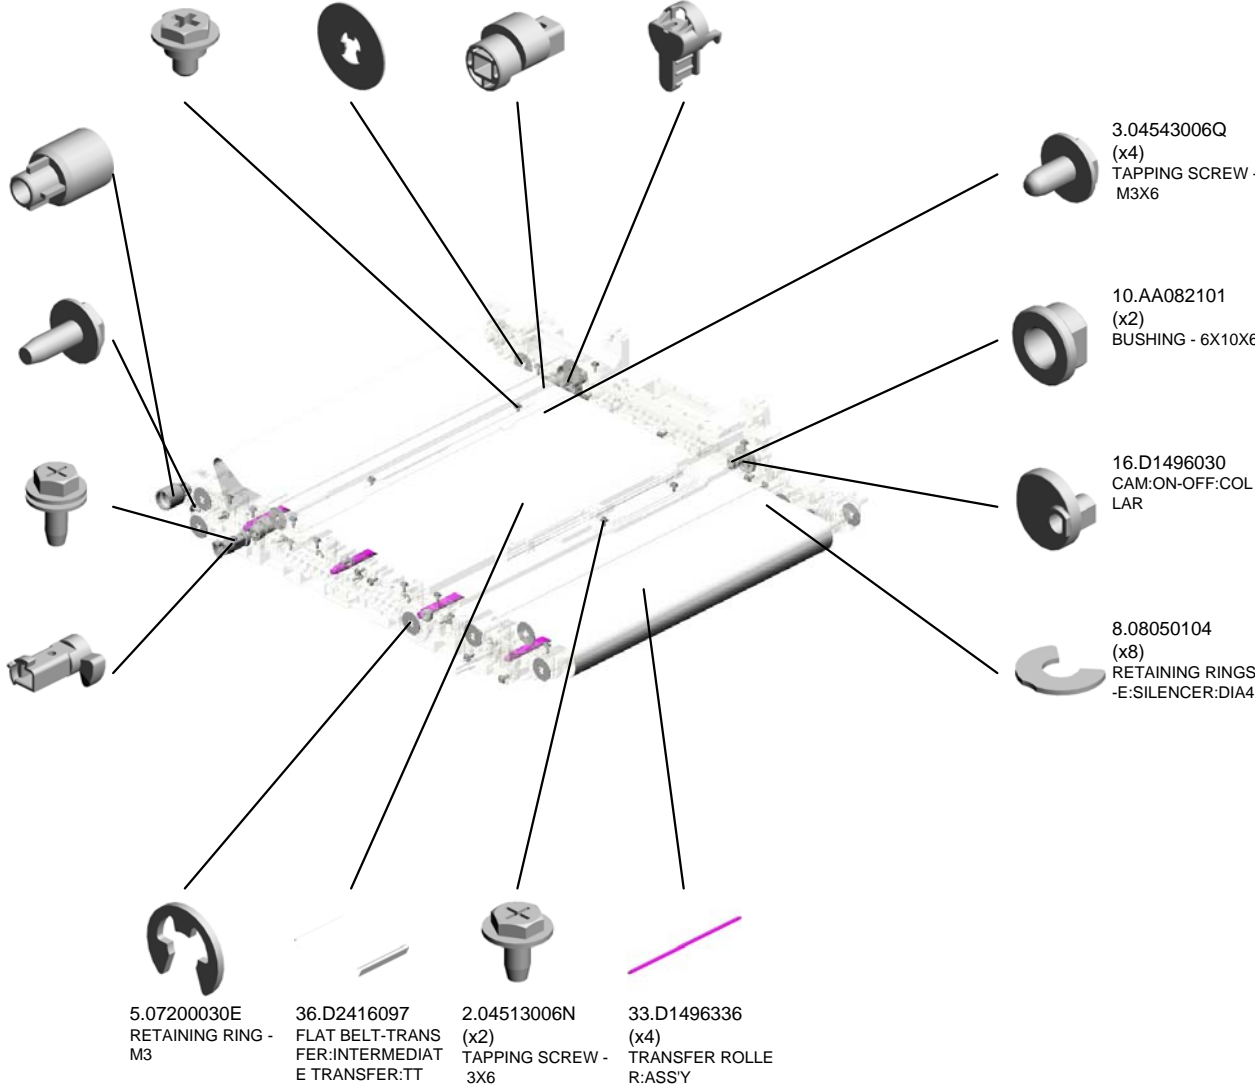 3.04543006Q
(x4)
TAPPING SCREW -
M3X6
10.AA082101
(x2)
BUSHING - 6X10X6
16.D1496030
CAM:ON-OFF:COL
LAR
8.08050104
(x8)
RETAINING RINGS
-E:SILENCER:DIA4
5.07200030E
RETAINING RING -
M3
36.D2416097
FLAT BELT-TRANS
FER:INTERMEDIAT
E TRANSFER:TT
2.04513006N
(x2)
TAPPING SCREW -
3X6
33.D1496336
(x4)
TRANSFER ROLLE
R:ASS'Y